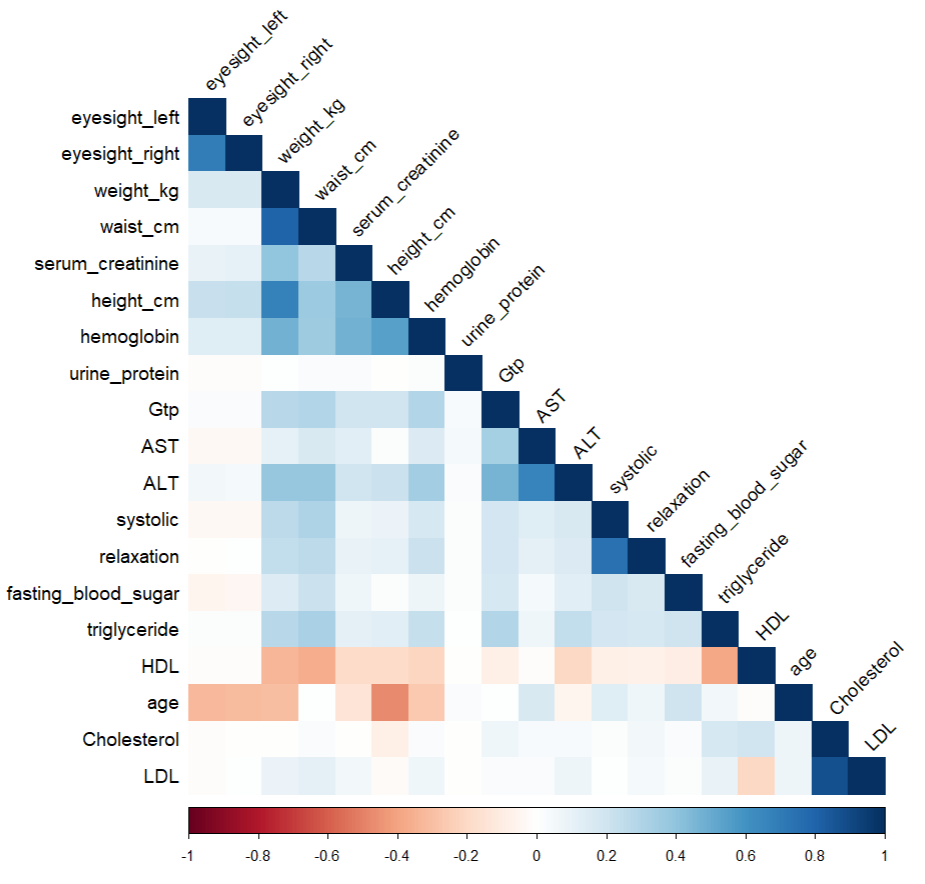 eyesight_left
eyesight_right
weight_kg
waist_cm
serum_creatinine
height_cm
hemoglobin
urine_protein
Gtp
AST
ALT
systolic
relaxation
fasting_blood_sugar
triglyceride
HDL
age
Cholesterol
LDL
eyesight_left
eyesight_right
weight_kg
waist_cm
serum_creatinine
height_cm
hemoglobin
urine_protein
Gtp
AST
ALT
systolic
relaxation
fasting_blood_sugar
triglyceride
HDL
age
Cholesterol
LDL
-1 -0.8 -0.6 -0.4 -0.2 0 0.2 0.4 0.6 0.8 1